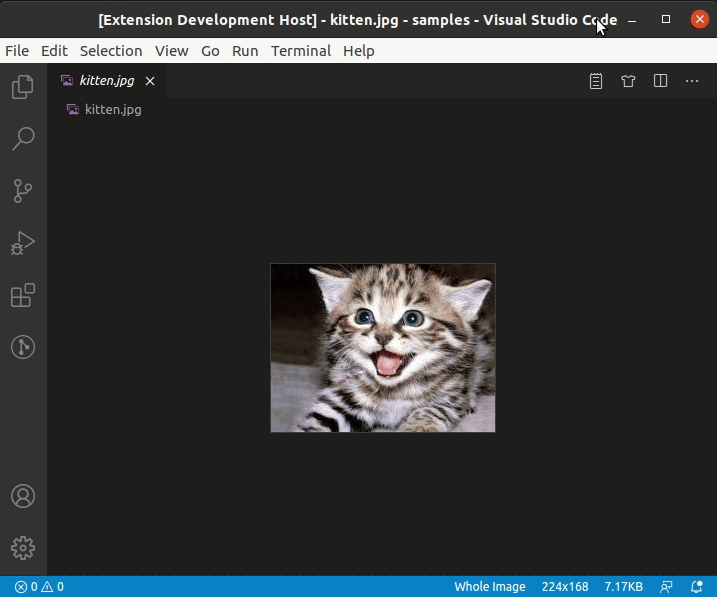 [Extension Development Host] - kitten.jpg - samples - Visual Studio Code
File Edit Selection View Go Run Terminal Help
kitten.jpg
kitten.jpg
0 0 Whole Image 224x168 7.17KB